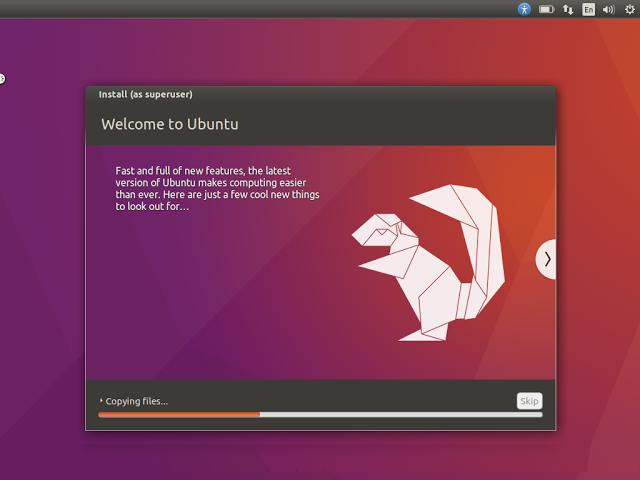 En
Install (as superuser)
Welcome to Ubuntu
Fast and full of new features, the latest
version of Ubuntu makes computing easier
than ever. Here are just a few cool new things
to look out for...
Copying files...
Skip